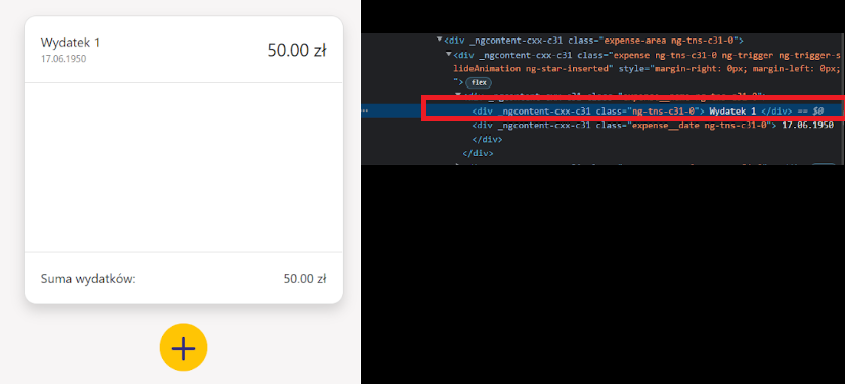 Wydatek 1
17.06.1950
50.00 zł
Suma wydatków:
50.00 zł
▼<div _ngcontent-cxx-c31 class="expense-area ng-tns-c31-0">
▼<div _ngcontent-cxx-c31 class="expense ng-tns-c31-0 ng-trigger ng-trigger-s
lideAnimation ng-star-inserted" style="margin-right: 0px; margin-left: 0px;
"> flex
<div _ngcontent-cxx-c31 class="ng-tns-c31-0"> Wydatek 1 </div> == $0
<div _ngcontent-cxx-c31 class="expense__date ng-tns-c31-0"> 17.06.1950
</div>
</div>